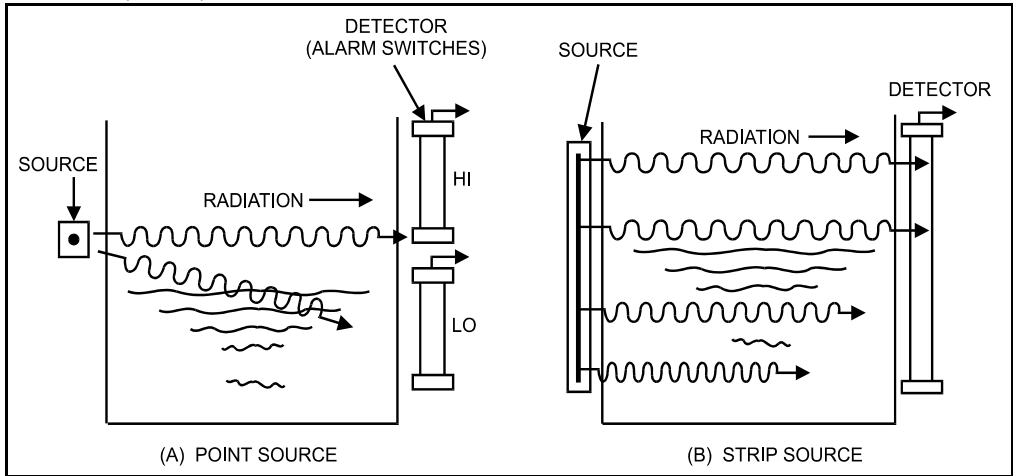 DETECTOR
(ALARM SWITCHES)
SOURCE
HI
RADIATION
LO
(A) POINT SOURCE
SOURCE
DETECTOR
RADIATION
(B) STRIP SOURCE